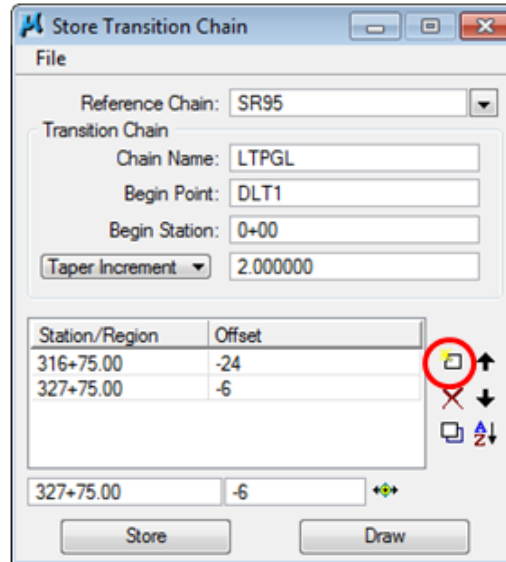 Store Transition Chain
File
Reference Chain: SR95
Transition Chain
Chain Name: LTPGL
Begin Point: DLT1
Begin Station: 0+00
Taper Increment 2.000000
Station/Region Offset
316+75.00 -24
327+75.00 -6
327+75.00 -6
Store Draw